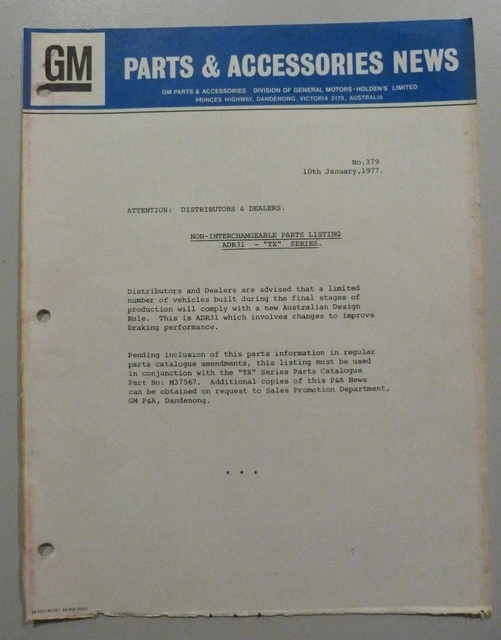 GM
PARTS & ACCESSORIES NEWS
GM PARTS & ACCESSORIES DIVISION OF GENERAL MOTORS-HOLDEN'S LIMITED
PRINCES HIGHWAY, DANDENONG, VICTORIA 3175, AUSTRALIA
No.379
10th January,1977.
ATTENTION: DISTRIBUTORS & DEALERS.
NON-INTERCHANGEABLE PARTS LISTING
ADR31 - "TX" SERIES.
Distributors and Dealers are advised that a limited
number of vehicles built during the final stages of
production will comply with a new Australian Design
Rule. This is ADR31 which involves changes to improve
braking performance.
Pending inclusion of this parts information in regular
parts catalogue amendments, this listing must be used
in conjunction with the "TX" Series Parts Catalogue
Part No: M37567. Additional copies of this P&A News
can be obtained on request to Sales Promotion Department,
GM P&A, Dandenong.
* * *